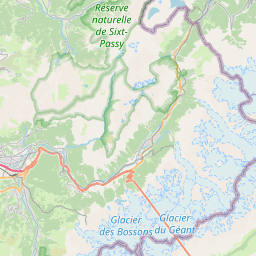 Réserve
naturelle
de Sixt-
Passy
Glacier
des Bossons
Glacier
du Géant